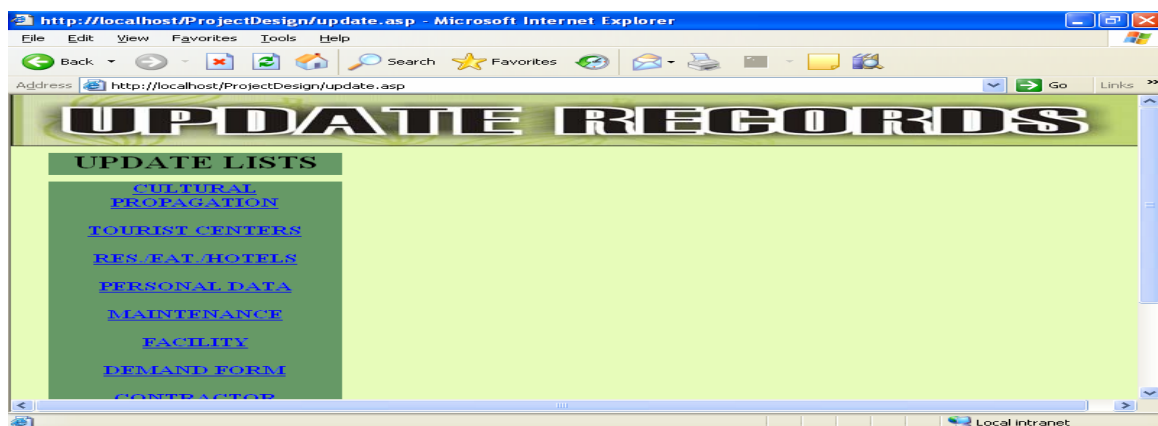 http://localhost/ProjectDesign/update.asp - Microsoft Internet Explorer
File Edit View Favorites Tools Help
Back Search Favorites
Address http://localhost/ProjectDesign/update.asp Go Links »
UPDATE RECORDS
UPDATE LISTS
CULTURAL
PROPAGATION
TOURIST CENTERS
RES./EAT./HOTELS
PERSONAL DATA
MAINTENANCE
FACILITY
DEMAND FORM
CONTRACTOR
Local intranet